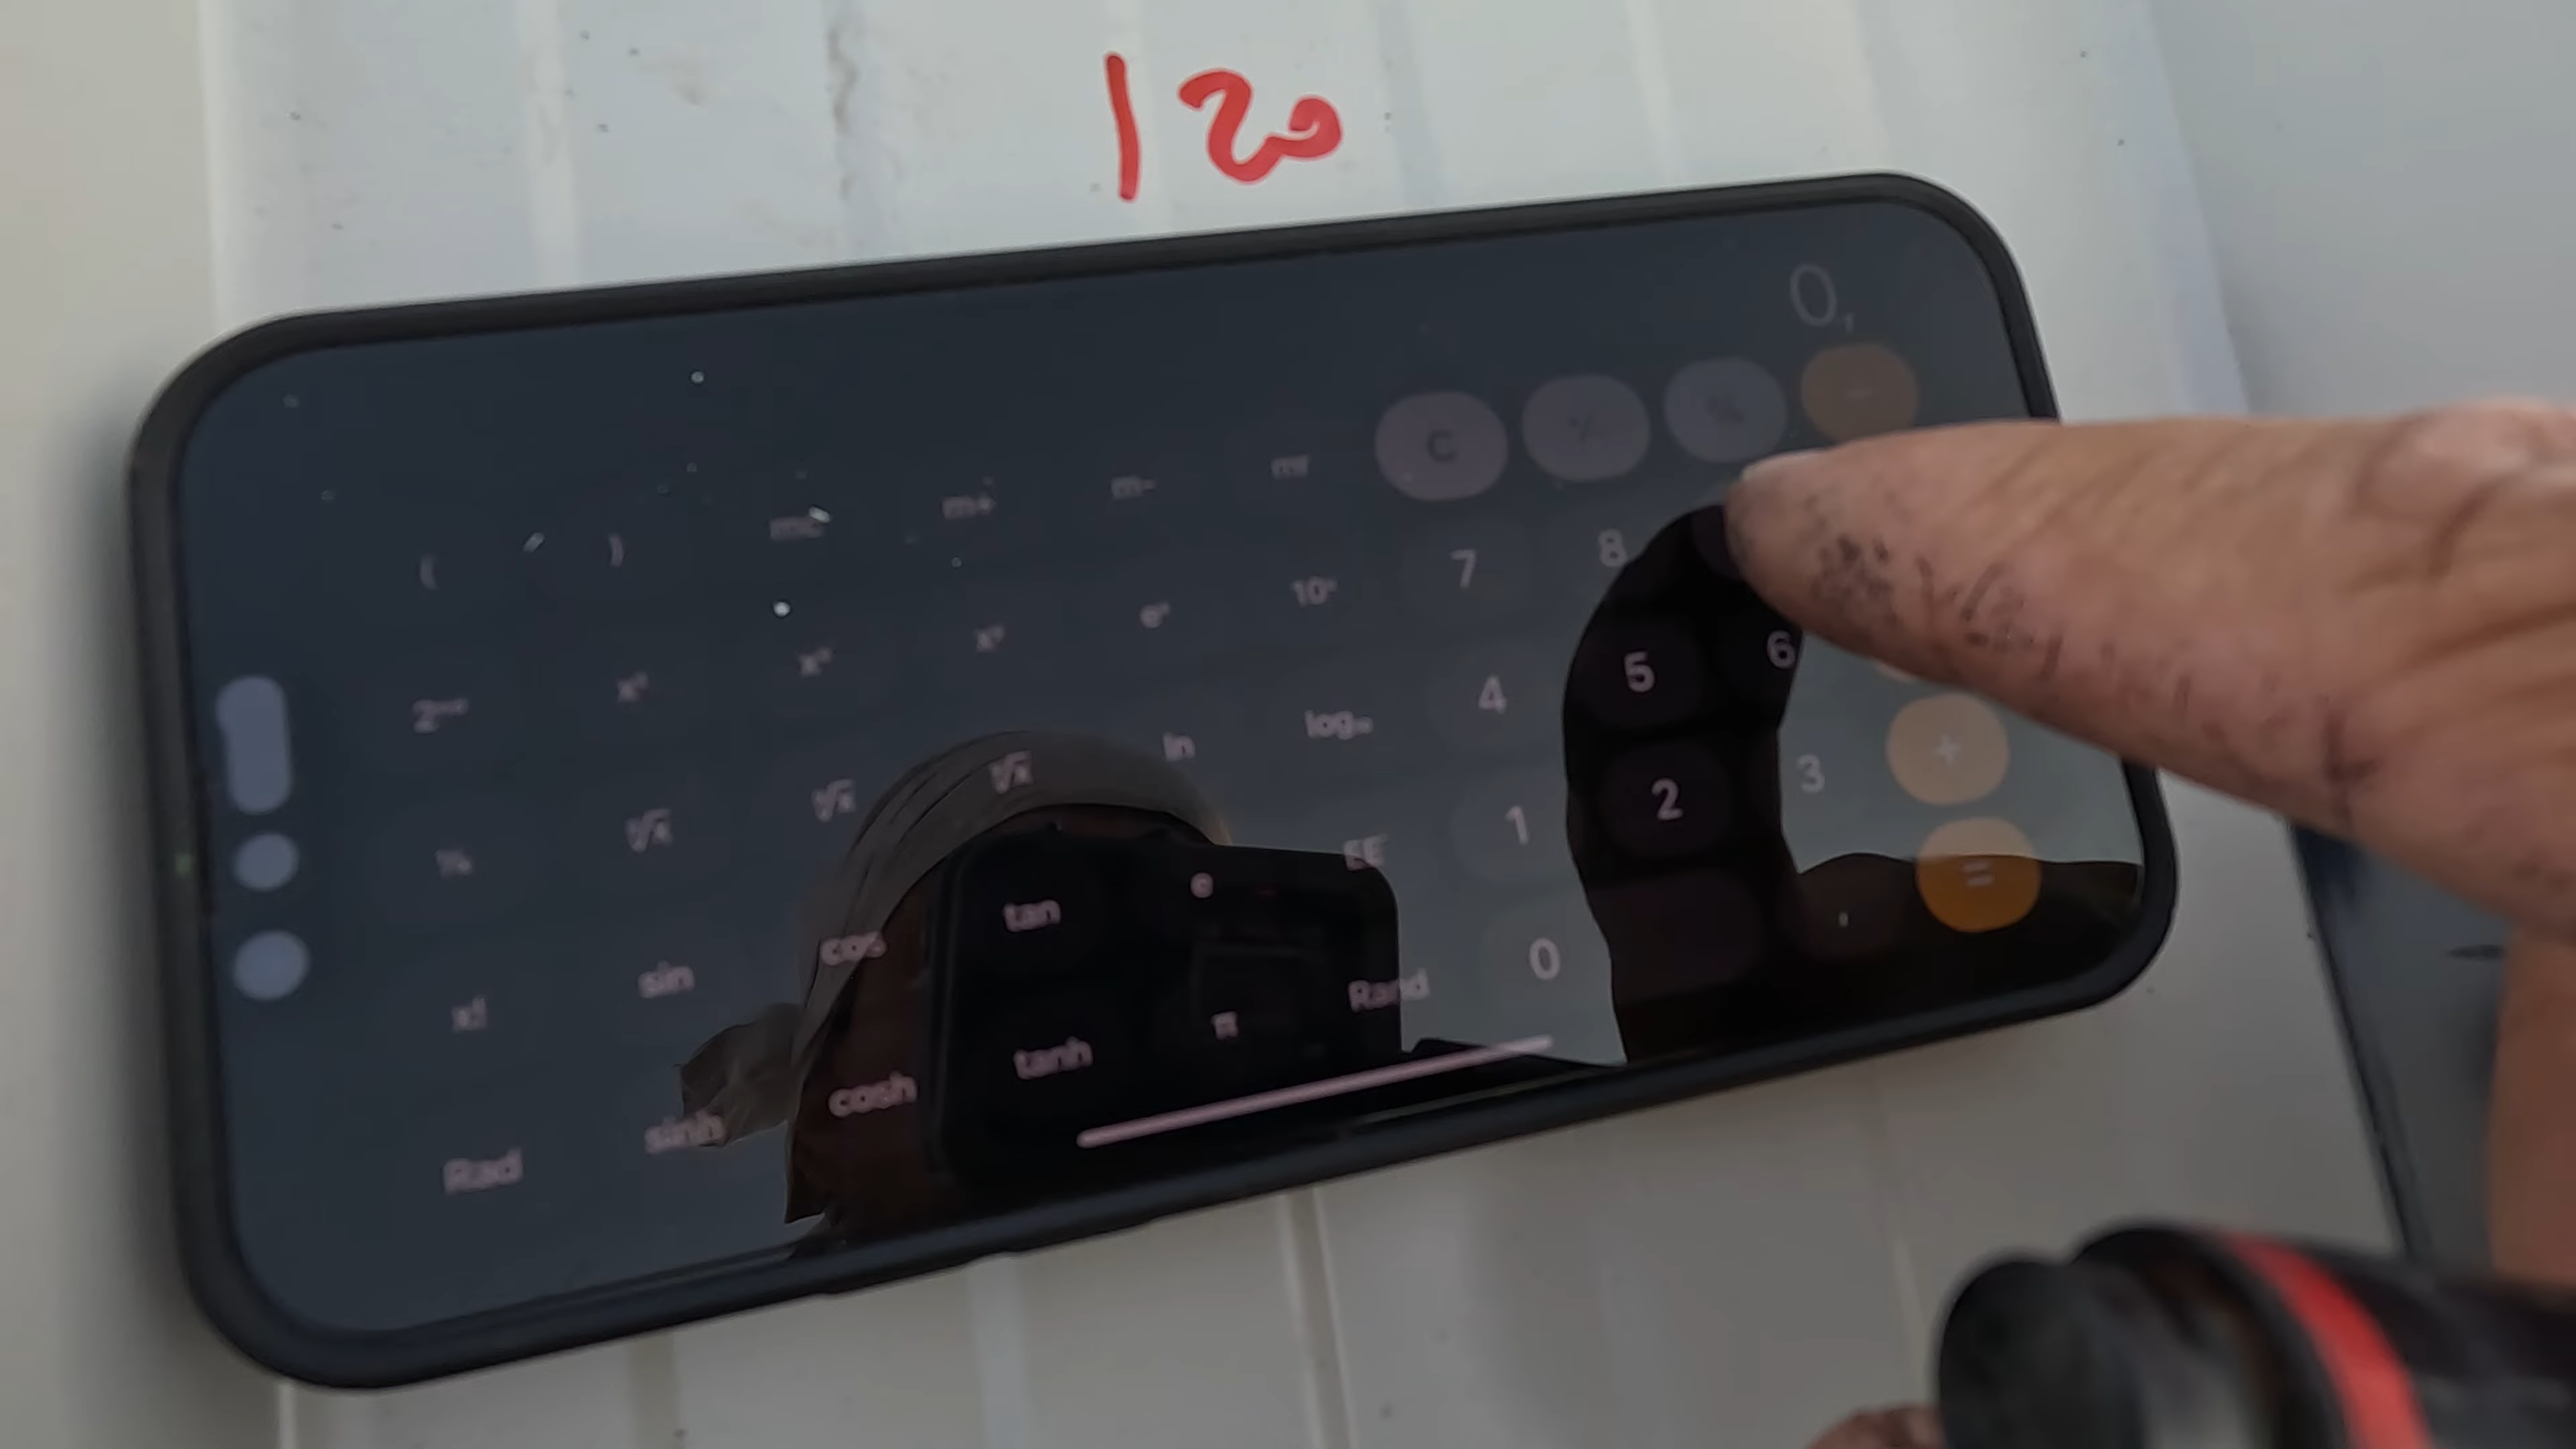 120
0,
( ) mc m+ m- mr C %
10ˣ 7 8
ln log₁₀ 4 5 6
x! sin cos tan e EE 1 2 3 +
Rad sinh cosh tanh π Rand 0 , =